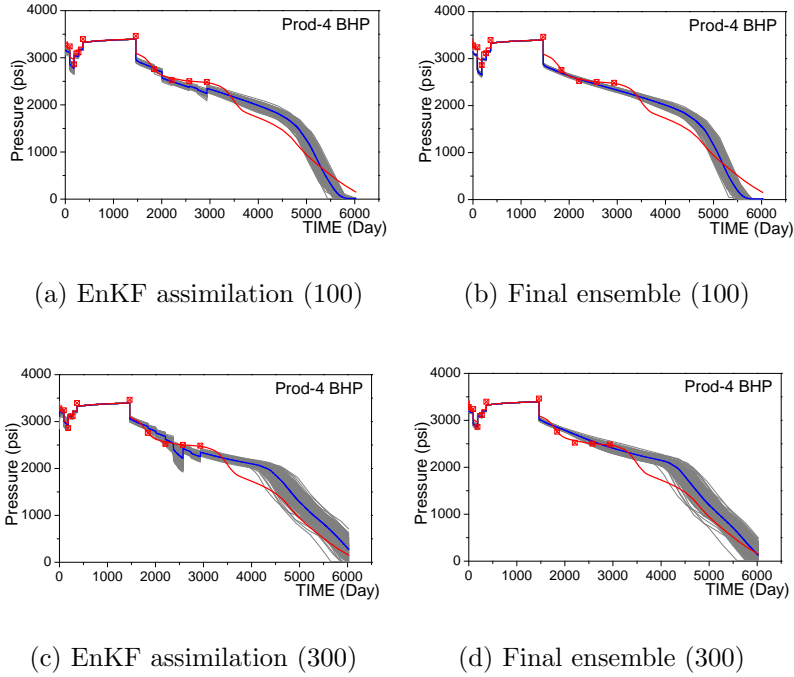 Prod-4 BHP
Pressure (psi)
4000
3000
2000
1000
0
0 1000 2000 3000 4000 5000 6000
TIME (Day)
(a) EnKF assimilation (100)
Prod-4 BHP
Pressure (psi)
4000
3000
2000
1000
0
0 1000 2000 3000 4000 5000 6000
TIME (Day)
(b) Final ensemble (100)
Prod-4 BHP
Pressure (psi)
4000
3000
2000
1000
0
0 1000 2000 3000 4000 5000 6000
TIME (Day)
(c) EnKF assimilation (300)
Prod-4 BHP
Pressure (psi)
4000
3000
2000
1000
0
0 1000 2000 3000 4000 5000 6000
TIME (Day)
(d) Final ensemble (300)